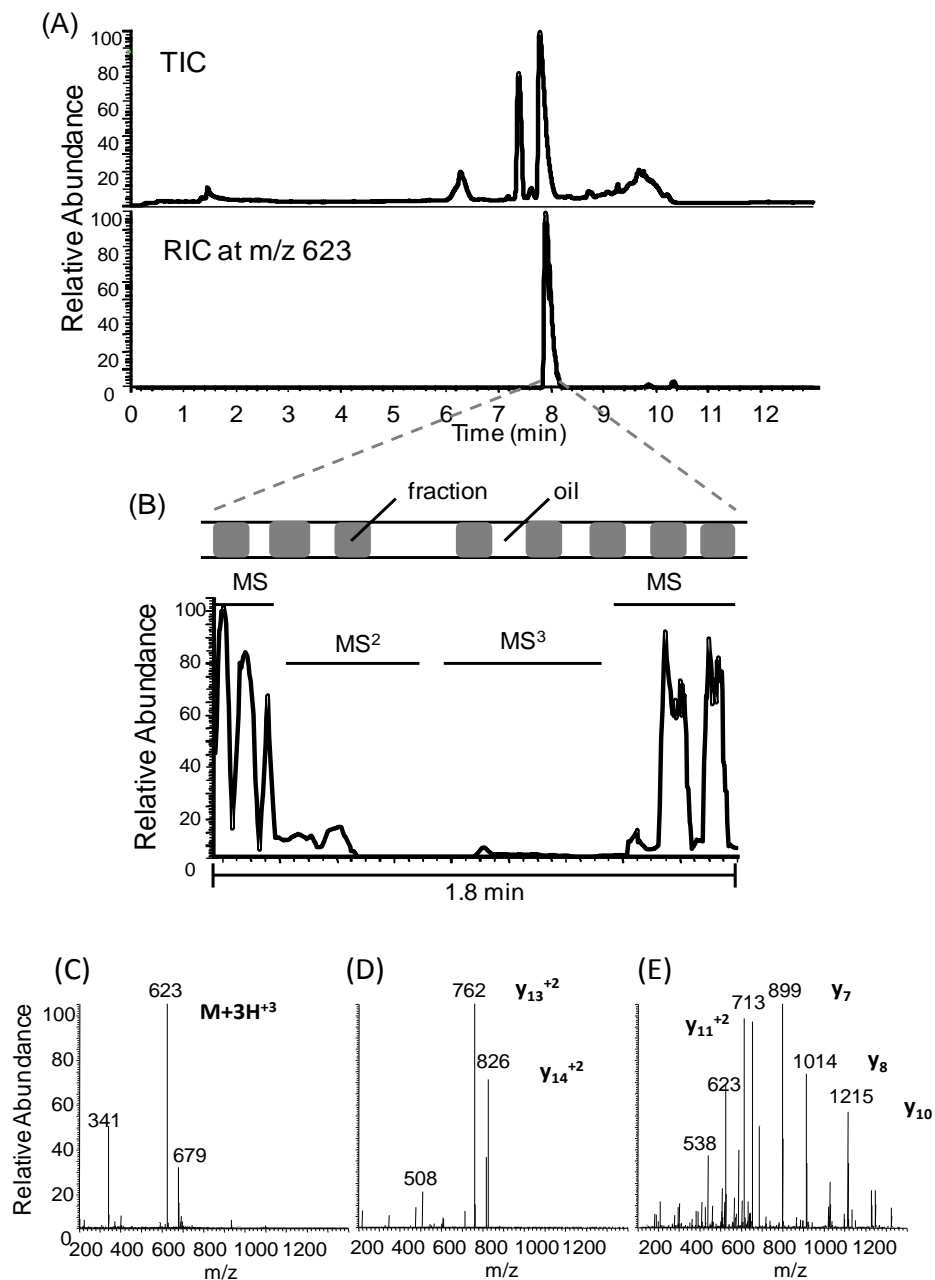 (A)
TIC
Relative Abundance
100
80
60
40
20
RIC at m/z 623
Relative Abundance
100
80
60
40
20
0
0 1 2 3 4 5 6 7 8 9 10 11 12
Time (min)
(B)
fraction
oil
MS
MS
MS²
MS³
Relative Abundance
100
80
60
40
20
0
1.8 min
(C)
623
M+3H⁺³
341
679
Relative Abundance
100
80
60
40
20
0
200 400 600 800 1000 1200
m/z
(D)
762
y₁₃⁺²
826
y₁₄⁺²
508
200 400 600 800 1000 1200
m/z
(E)
899
y₇
713
y₁₁⁺²
1014
y₈
623
1215
y₁₀
538
200 400 600 800 1000 1200
m/z